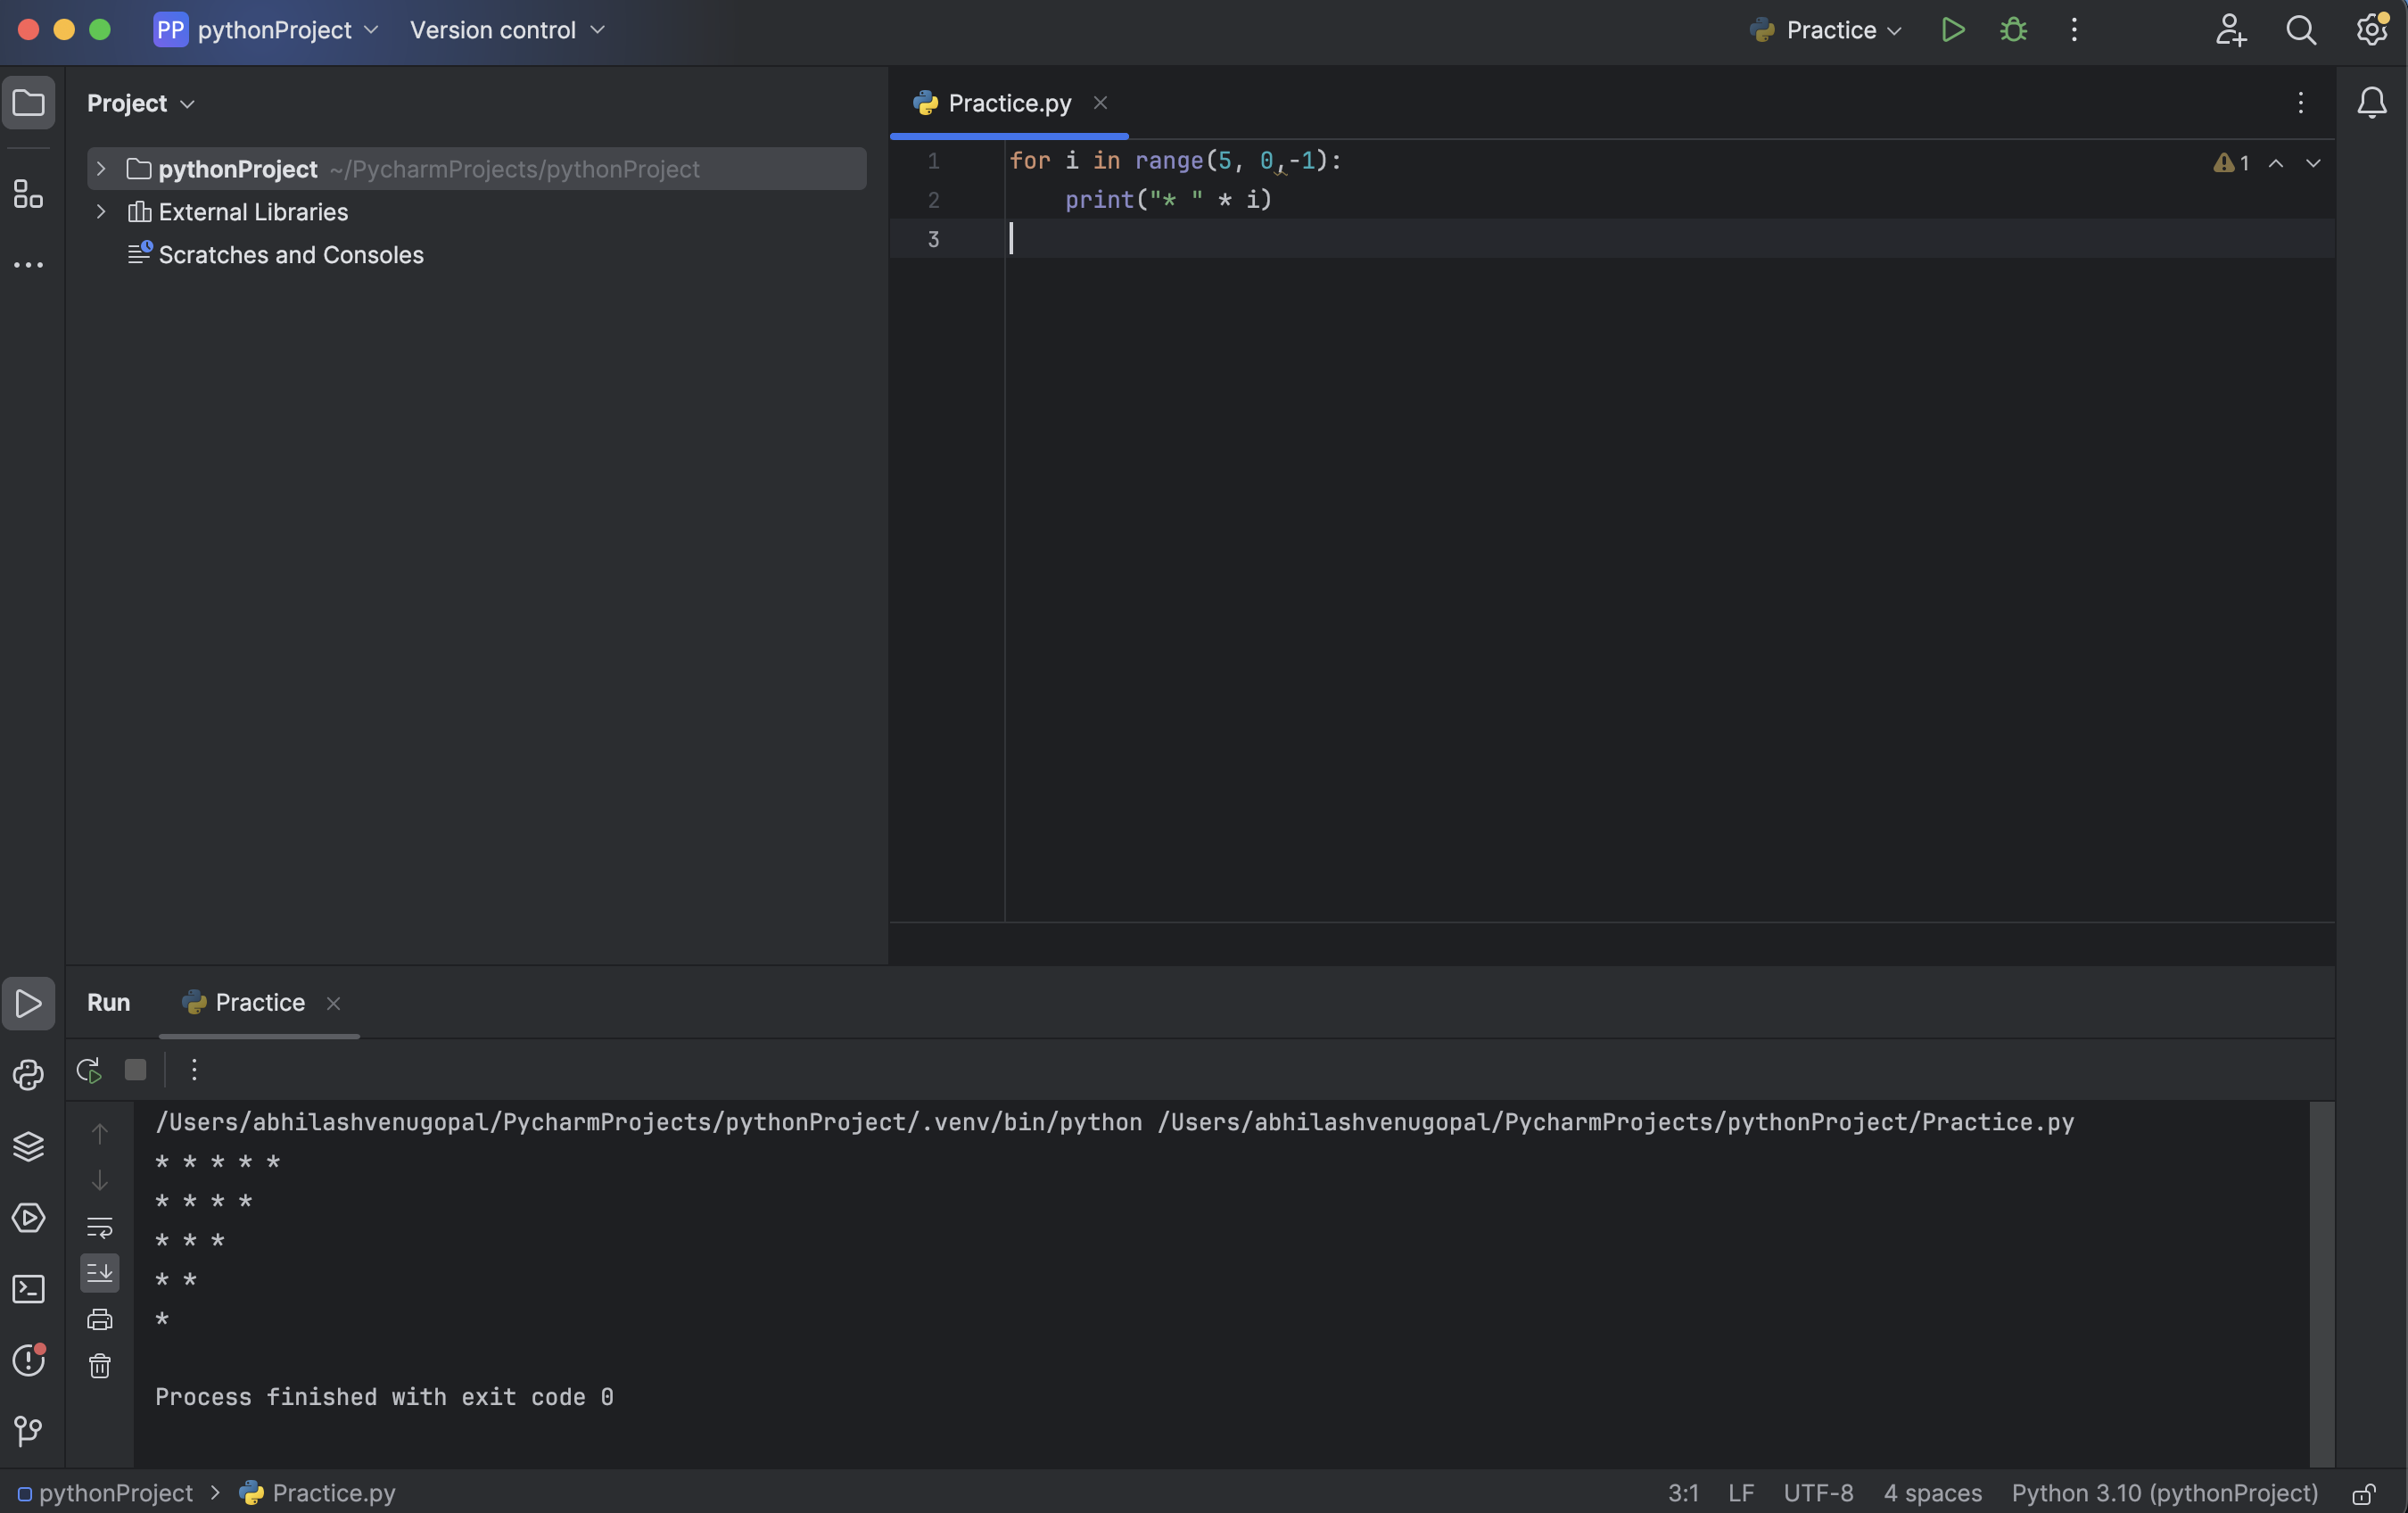 PP pythonProject Version control Practice
Project
Practice.py
pythonProject ~/PycharmProjects/pythonProject
External Libraries
Scratches and Consoles
1 for i in range(5, 0,-1):
2     print("* " * i)
3
1
Run Practice
/Users/abhilashvenugopal/PycharmProjects/pythonProject/.venv/bin/python /Users/abhilashvenugopal/PycharmProjects/pythonProject/Practice.py
* * * * *
* * * *
* * *
* *
*
Process finished with exit code 0
pythonProject > Practice.py 3:1 LF UTF-8 4 spaces Python 3.10 (pythonProject)